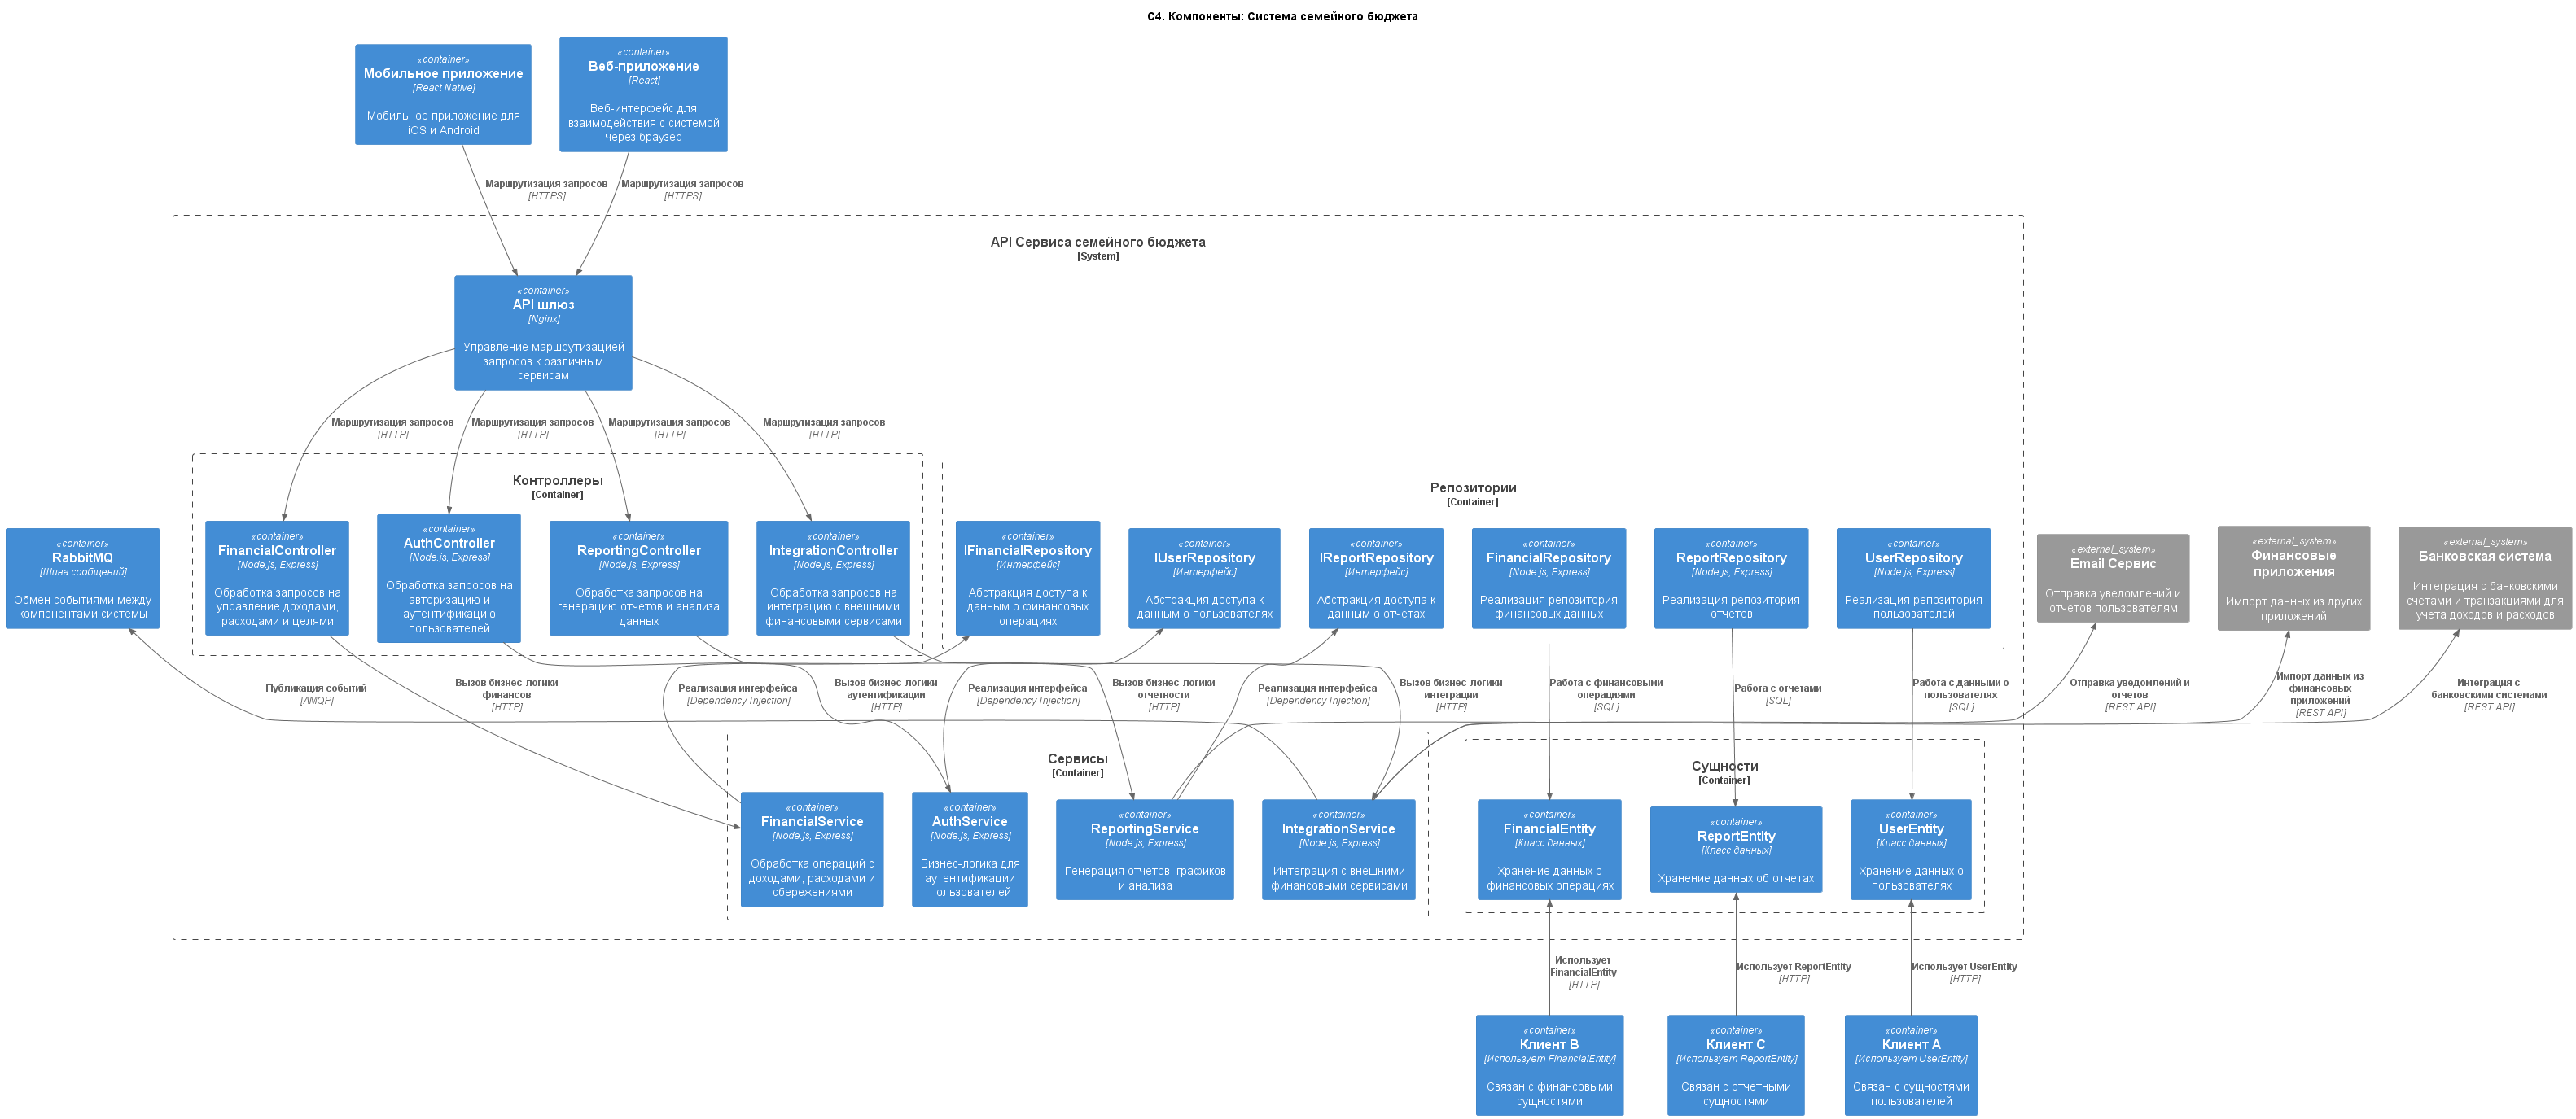 С4. Компоненты: Система семейного бюджета
«container»
Мобильное приложение
[React Native]
Мобильное приложение для
iOS и Android
«container»
Веб-приложение
[React]
Веб-интерфейс для
взаимодействия с системой
через браузер
Маршрутизация запросов
[HTTPS]
Маршрутизация запросов
[HTTPS]
API Сервиса семейного бюджета
[System]
«container»
API шлюз
[Nginx]
Управление маршрутизацией
запросов к различным
сервисам
Маршрутизация запросов
[HTTP]
Маршрутизация запросов
[HTTP]
Маршрутизация запросов
[HTTP]
Маршрутизация запросов
[HTTP]
Контроллеры
[Container]
Репозитории
[Container]
«container»
RabbitMQ
[Шина сообщений]
Обмен событиями между
компонентами системы
«container»
FinancialController
[Node.js, Express]
Обработка запросов на
управление доходами,
расходами и целями
«container»
AuthController
[Node.js, Express]
Обработка запросов на
авторизацию и
аутентификацию
пользователей
«container»
ReportingController
[Node.js, Express]
Обработка запросов на
генерацию отчетов и анализа
данных
«container»
IntegrationController
[Node.js, Express]
Обработка запросов на
интеграцию с внешними
финансовыми сервисами
«container»
IFinancialRepository
[Интерфейс]
Абстракция доступа к
данным о финансовых
операциях
«container»
IUserRepository
[Интерфейс]
Абстракция доступа к
данным о пользователях
«container»
IReportRepository
[Интерфейс]
Абстракция доступа к
данным о отчетах
«container»
FinancialRepository
[Node.js, Express]
Реализация репозитория
финансовых данных
«container»
ReportRepository
[Node.js, Express]
Реализация репозитория
отчетов
«container»
UserRepository
[Node.js, Express]
Реализация репозитория
пользователей
«external_system»
Email Сервис
Отправка уведомлений и
отчетов пользователям
«external_system»
Финансовые
приложения
Импорт данных из других
приложений
«external_system»
Банковская система
Интеграция с банковскими
счетами и транзакциями для
учета доходов и расходов
Публикация событий
[AMQP]
Вызов бизнес-логики
финансов
[HTTP]
Реализация интерфейса
[Dependency Injection]
Вызов бизнес-логики
аутентификации
[HTTP]
Реализация интерфейса
[Dependency Injection]
Вызов бизнес-логики
отчетности
[HTTP]
Реализация интерфейса
[Dependency Injection]
Вызов бизнес-логики
интеграции
[HTTP]
Работа с финансовыми
операциями
[SQL]
Работа с отчетами
[SQL]
Работа с данными о
пользователях
[SQL]
Отправка уведомлений и
отчетов
[REST API]
Импорт данных из
финансовых
приложений
[REST API]
Интеграция с
банковскими системами
[REST API]
Сервисы
[Container]
Сущности
[Container]
«container»
FinancialService
[Node.js, Express]
Обработка операций с
доходами, расходами и
сбережениями
«container»
AuthService
[Node.js, Express]
Бизнес-логика для
аутентификации
пользователей
«container»
ReportingService
[Node.js, Express]
Генерация отчетов, графиков
и анализа
«container»
IntegrationService
[Node.js, Express]
Интеграция с внешними
финансовыми сервисами
«container»
FinancialEntity
[Класс данных]
Хранение данных о
финансовых операциях
«container»
ReportEntity
[Класс данных]
Хранение данных об отчетах
«container»
UserEntity
[Класс данных]
Хранение данных о
пользователях
Использует
FinancialEntity
[HTTP]
Использует ReportEntity
[HTTP]
Использует UserEntity
[HTTP]
«container»
Клиент B
[Использует FinancialEntity]
Связан с финансовыми
сущностями
«container»
Клиент C
[Использует ReportEntity]
Связан с отчетными
сущностями
«container»
Клиент A
[Использует UserEntity]
Связан с сущностями
пользователей